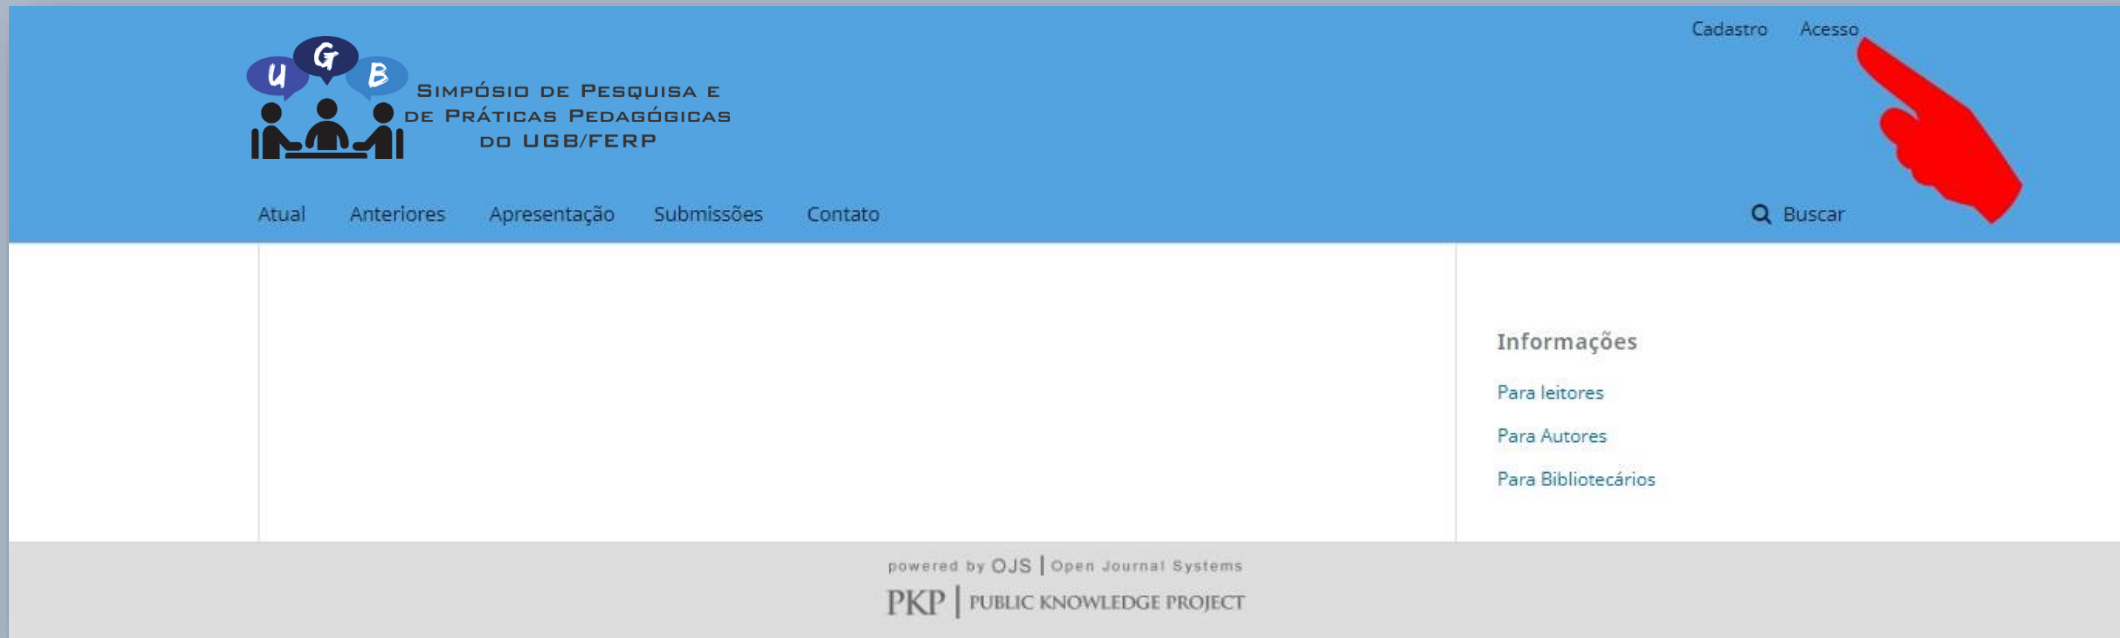 Cadastro Acesso
U G B
Simpósio de Pesquisa e
de Práticas Pedagógicas
do UGB/FERP
Atual Anteriores Apresentação Submissões Contato
Buscar
Informações
Para leitores
Para Autores
Para Bibliotecários
powered by OJS | Open Journal Systems
PKP | PUBLIC KNOWLEDGE PROJECT